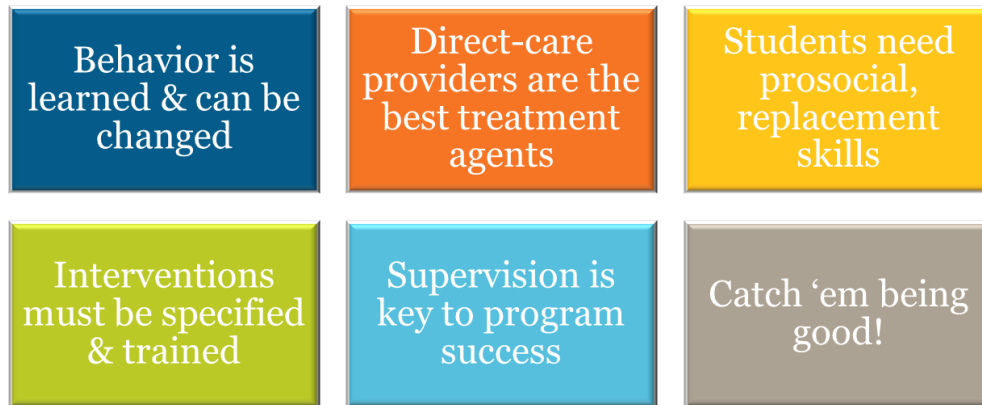 Behavior is
learned & can be
changed
Direct-care
providers are the
best treatment
agents
Students need
prosocial,
replacement
skills
Interventions
must be specified
& trained
Supervision is
key to program
success
Catch ‘em being
good!